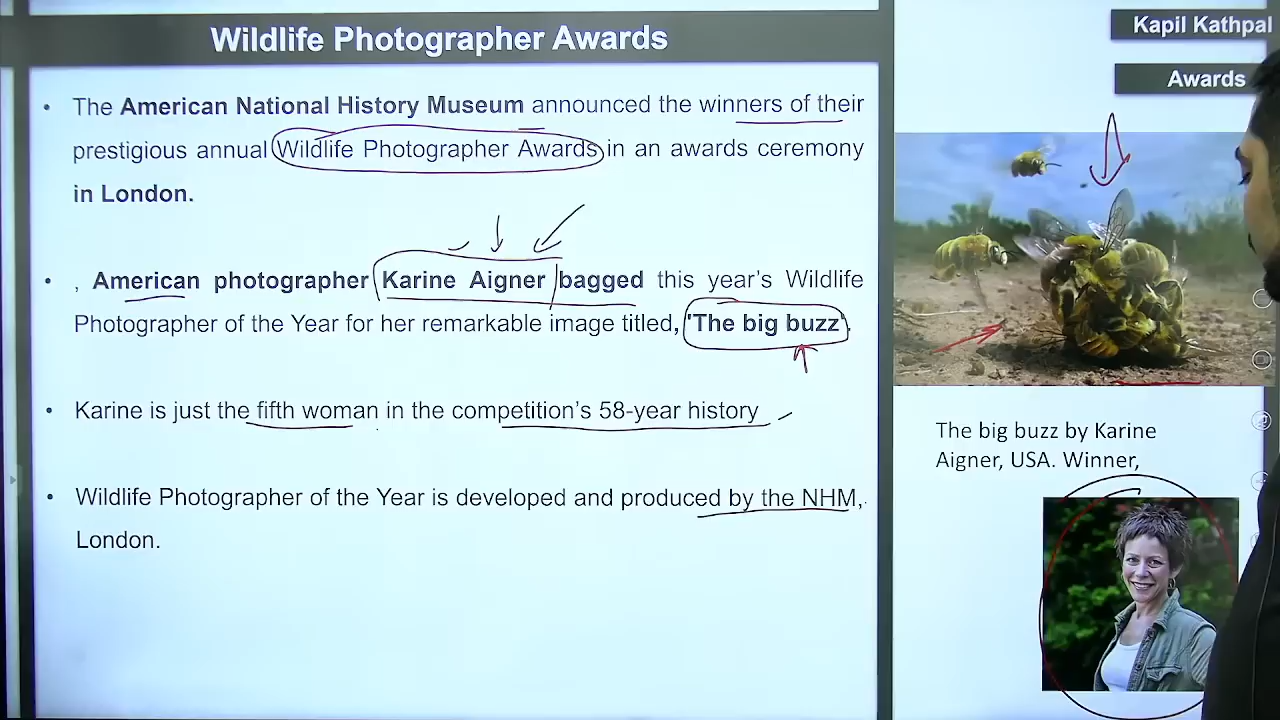 Wildlife Photographer Awards
Kapil Kathpal
Awards
• The American National History Museum announced the winners of their
prestigious annual Wildlife Photographer Awards in an awards ceremony
in London.
• , American photographer Karine Aigner bagged this year's Wildlife
Photographer of the Year for her remarkable image titled, 'The big buzz'.
• Karine is just the fifth woman in the competition's 58-year history
• Wildlife Photographer of the Year is developed and produced by the NHM,
London.
The big buzz by Karine
Aigner, USA. Winner,